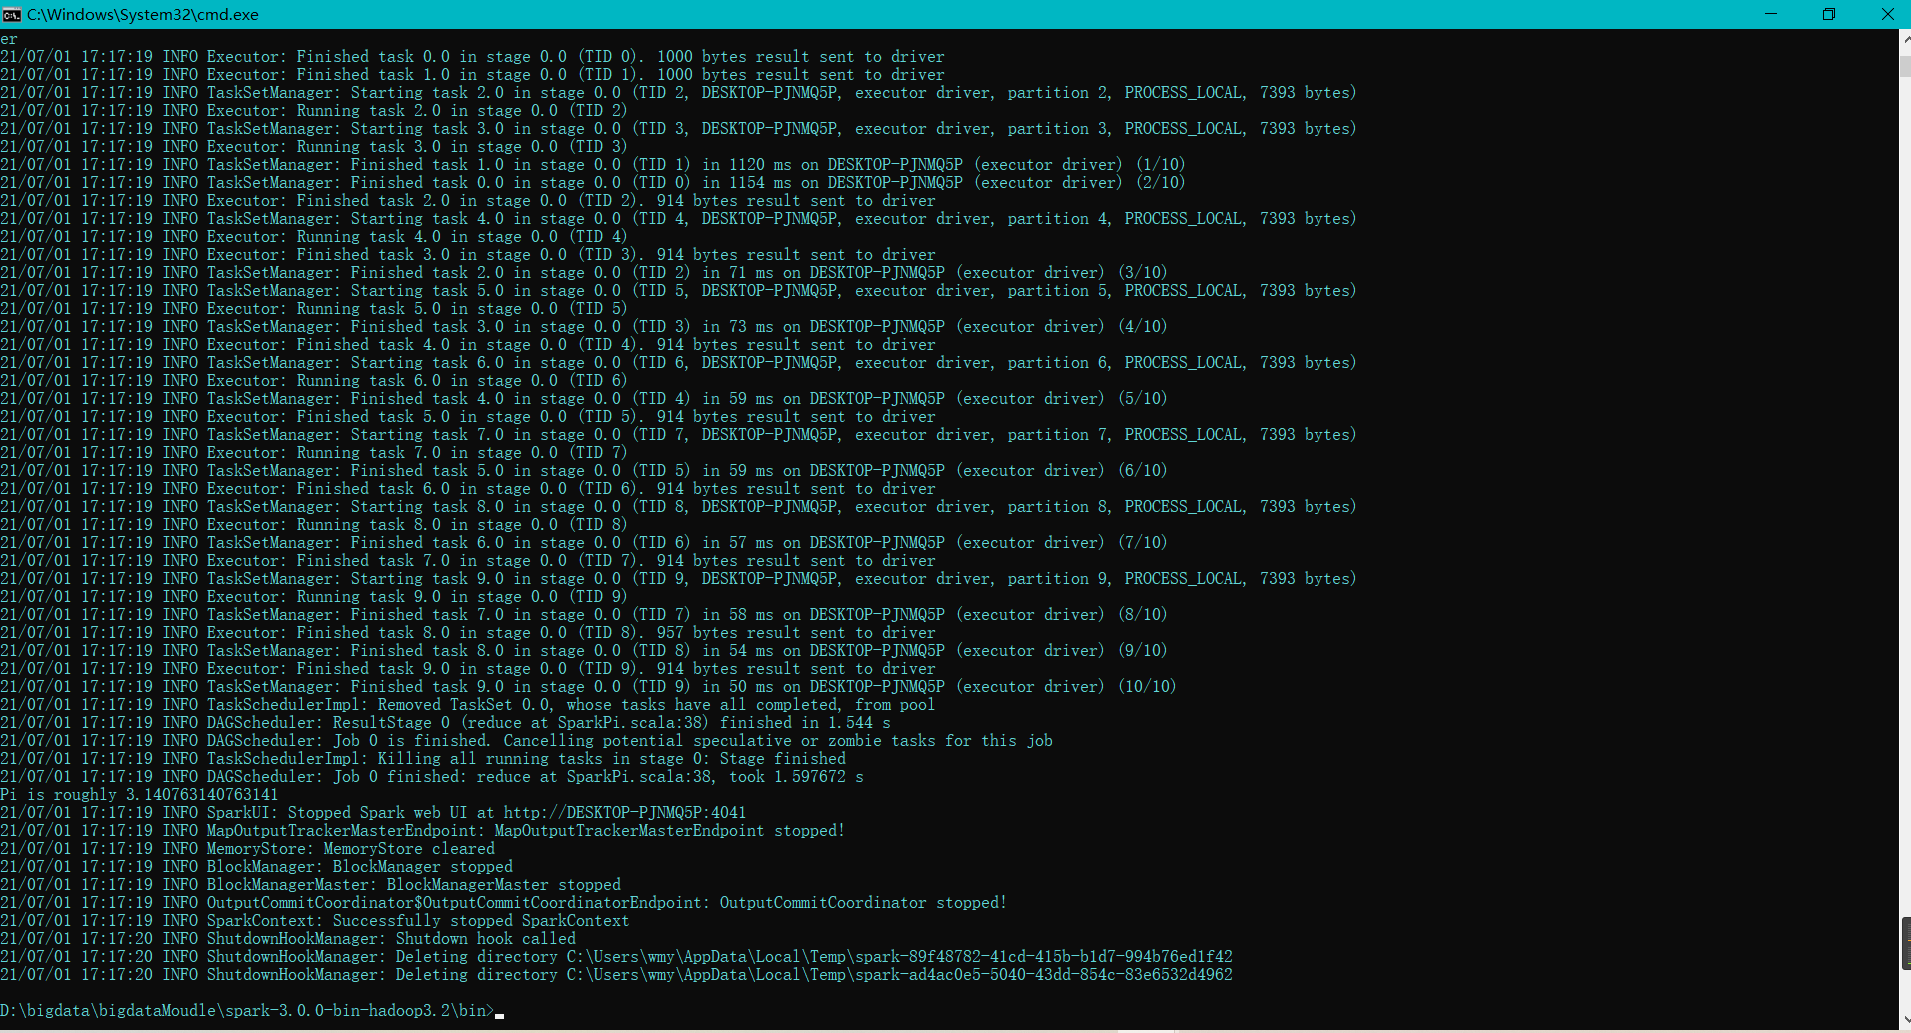 C:\Windows\System32\cmd.exe
er
21/07/01 17:17:19 INFO Executor: Finished task 0.0 in stage 0.0 (TID 0). 1000 bytes result sent to driver
21/07/01 17:17:19 INFO Executor: Finished task 1.0 in stage 0.0 (TID 1). 1000 bytes result sent to driver
21/07/01 17:17:19 INFO TaskSetManager: Starting task 2.0 in stage 0.0 (TID 2, DESKTOP-PJNMQ5P, executor driver, partition 2, PROCESS_LOCAL, 7393 bytes)
21/07/01 17:17:19 INFO Executor: Running task 2.0 in stage 0.0 (TID 2)
21/07/01 17:17:19 INFO TaskSetManager: Starting task 3.0 in stage 0.0 (TID 3, DESKTOP-PJNMQ5P, executor driver, partition 3, PROCESS_LOCAL, 7393 bytes)
21/07/01 17:17:19 INFO Executor: Running task 3.0 in stage 0.0 (TID 3)
21/07/01 17:17:19 INFO TaskSetManager: Finished task 1.0 in stage 0.0 (TID 1) in 1120 ms on DESKTOP-PJNMQ5P (executor driver) (1/10)
21/07/01 17:17:19 INFO TaskSetManager: Finished task 0.0 in stage 0.0 (TID 0) in 1154 ms on DESKTOP-PJNMQ5P (executor driver) (2/10)
21/07/01 17:17:19 INFO Executor: Finished task 2.0 in stage 0.0 (TID 2). 914 bytes result sent to driver
21/07/01 17:17:19 INFO TaskSetManager: Starting task 4.0 in stage 0.0 (TID 4, DESKTOP-PJNMQ5P, executor driver, partition 4, PROCESS_LOCAL, 7393 bytes)
21/07/01 17:17:19 INFO Executor: Running task 4.0 in stage 0.0 (TID 4)
21/07/01 17:17:19 INFO Executor: Finished task 3.0 in stage 0.0 (TID 3). 914 bytes result sent to driver
21/07/01 17:17:19 INFO TaskSetManager: Finished task 2.0 in stage 0.0 (TID 2) in 71 ms on DESKTOP-PJNMQ5P (executor driver) (3/10)
21/07/01 17:17:19 INFO TaskSetManager: Starting task 5.0 in stage 0.0 (TID 5, DESKTOP-PJNMQ5P, executor driver, partition 5, PROCESS_LOCAL, 7393 bytes)
21/07/01 17:17:19 INFO Executor: Running task 5.0 in stage 0.0 (TID 5)
21/07/01 17:17:19 INFO TaskSetManager: Finished task 3.0 in stage 0.0 (TID 3) in 73 ms on DESKTOP-PJNMQ5P (executor driver) (4/10)
21/07/01 17:17:19 INFO Executor: Finished task 4.0 in stage 0.0 (TID 4). 914 bytes result sent to driver
21/07/01 17:17:19 INFO TaskSetManager: Starting task 6.0 in stage 0.0 (TID 6, DESKTOP-PJNMQ5P, executor driver, partition 6, PROCESS_LOCAL, 7393 bytes)
21/07/01 17:17:19 INFO Executor: Running task 6.0 in stage 0.0 (TID 6)
21/07/01 17:17:19 INFO TaskSetManager: Finished task 4.0 in stage 0.0 (TID 4) in 59 ms on DESKTOP-PJNMQ5P (executor driver) (5/10)
21/07/01 17:17:19 INFO Executor: Finished task 5.0 in stage 0.0 (TID 5). 914 bytes result sent to driver
21/07/01 17:17:19 INFO TaskSetManager: Starting task 7.0 in stage 0.0 (TID 7, DESKTOP-PJNMQ5P, executor driver, partition 7, PROCESS_LOCAL, 7393 bytes)
21/07/01 17:17:19 INFO Executor: Running task 7.0 in stage 0.0 (TID 7)
21/07/01 17:17:19 INFO TaskSetManager: Finished task 5.0 in stage 0.0 (TID 5) in 59 ms on DESKTOP-PJNMQ5P (executor driver) (6/10)
21/07/01 17:17:19 INFO Executor: Finished task 6.0 in stage 0.0 (TID 6). 914 bytes result sent to driver
21/07/01 17:17:19 INFO TaskSetManager: Starting task 8.0 in stage 0.0 (TID 8, DESKTOP-PJNMQ5P, executor driver, partition 8, PROCESS_LOCAL, 7393 bytes)
21/07/01 17:17:19 INFO Executor: Running task 8.0 in stage 0.0 (TID 8)
21/07/01 17:17:19 INFO TaskSetManager: Finished task 6.0 in stage 0.0 (TID 6) in 57 ms on DESKTOP-PJNMQ5P (executor driver) (7/10)
21/07/01 17:17:19 INFO Executor: Finished task 7.0 in stage 0.0 (TID 7). 914 bytes result sent to driver
21/07/01 17:17:19 INFO TaskSetManager: Starting task 9.0 in stage 0.0 (TID 9, DESKTOP-PJNMQ5P, executor driver, partition 9, PROCESS_LOCAL, 7393 bytes)
21/07/01 17:17:19 INFO Executor: Running task 9.0 in stage 0.0 (TID 9)
21/07/01 17:17:19 INFO TaskSetManager: Finished task 7.0 in stage 0.0 (TID 7) in 58 ms on DESKTOP-PJNMQ5P (executor driver) (8/10)
21/07/01 17:17:19 INFO Executor: Finished task 8.0 in stage 0.0 (TID 8). 957 bytes result sent to driver
21/07/01 17:17:19 INFO TaskSetManager: Finished task 8.0 in stage 0.0 (TID 8) in 54 ms on DESKTOP-PJNMQ5P (executor driver) (9/10)
21/07/01 17:17:19 INFO Executor: Finished task 9.0 in stage 0.0 (TID 9). 914 bytes result sent to driver
21/07/01 17:17:19 INFO TaskSetManager: Finished task 9.0 in stage 0.0 (TID 9) in 50 ms on DESKTOP-PJNMQ5P (executor driver) (10/10)
21/07/01 17:17:19 INFO TaskSchedulerImpl: Removed TaskSet 0.0, whose tasks have all completed, from pool
21/07/01 17:17:19 INFO DAGScheduler: ResultStage 0 (reduce at SparkPi.scala:38) finished in 1.544 s
21/07/01 17:17:19 INFO DAGScheduler: Job 0 is finished. Cancelling potential speculative or zombie tasks for this job
21/07/01 17:17:19 INFO TaskSchedulerImpl: Killing all running tasks in stage 0: Stage finished
21/07/01 17:17:19 INFO DAGScheduler: Job 0 finished: reduce at SparkPi.scala:38, took 1.597672 s
Pi is roughly 3.140763140763141
21/07/01 17:17:19 INFO SparkUI: Stopped Spark web UI at http://DESKTOP-PJNMQ5P:4041
21/07/01 17:17:19 INFO MapOutputTrackerMasterEndpoint: MapOutputTrackerMasterEndpoint stopped!
21/07/01 17:17:19 INFO MemoryStore: MemoryStore cleared
21/07/01 17:17:19 INFO BlockManager: BlockManager stopped
21/07/01 17:17:19 INFO BlockManagerMaster: BlockManagerMaster stopped
21/07/01 17:17:19 INFO OutputCommitCoordinator$OutputCommitCoordinatorEndpoint: OutputCommitCoordinator stopped!
21/07/01 17:17:19 INFO SparkContext: Successfully stopped SparkContext
21/07/01 17:17:20 INFO ShutdownHookManager: Shutdown hook called
21/07/01 17:17:20 INFO ShutdownHookManager: Deleting directory C:\Users\wmy\AppData\Local\Temp\spark-89f48782-41cd-415b-b1d7-994b76ed1f42
21/07/01 17:17:20 INFO ShutdownHookManager: Deleting directory C:\Users\wmy\AppData\Local\Temp\spark-ad4ac0e5-5040-43dd-854c-83e6532d4962
D:\bigdata\bigdataMoudle\spark-3.0.0-bin-hadoop3.2\bin>